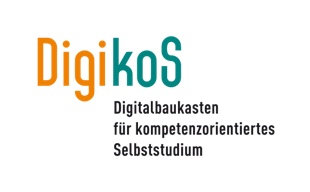 DigikoS
Digitalbaukasten
für kompetenzorientiertes
Selbststudium